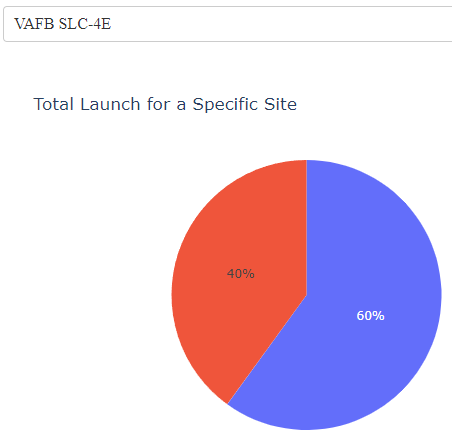 VAFB SLC-4E
Total Launch for a Specific Site
40%
60%